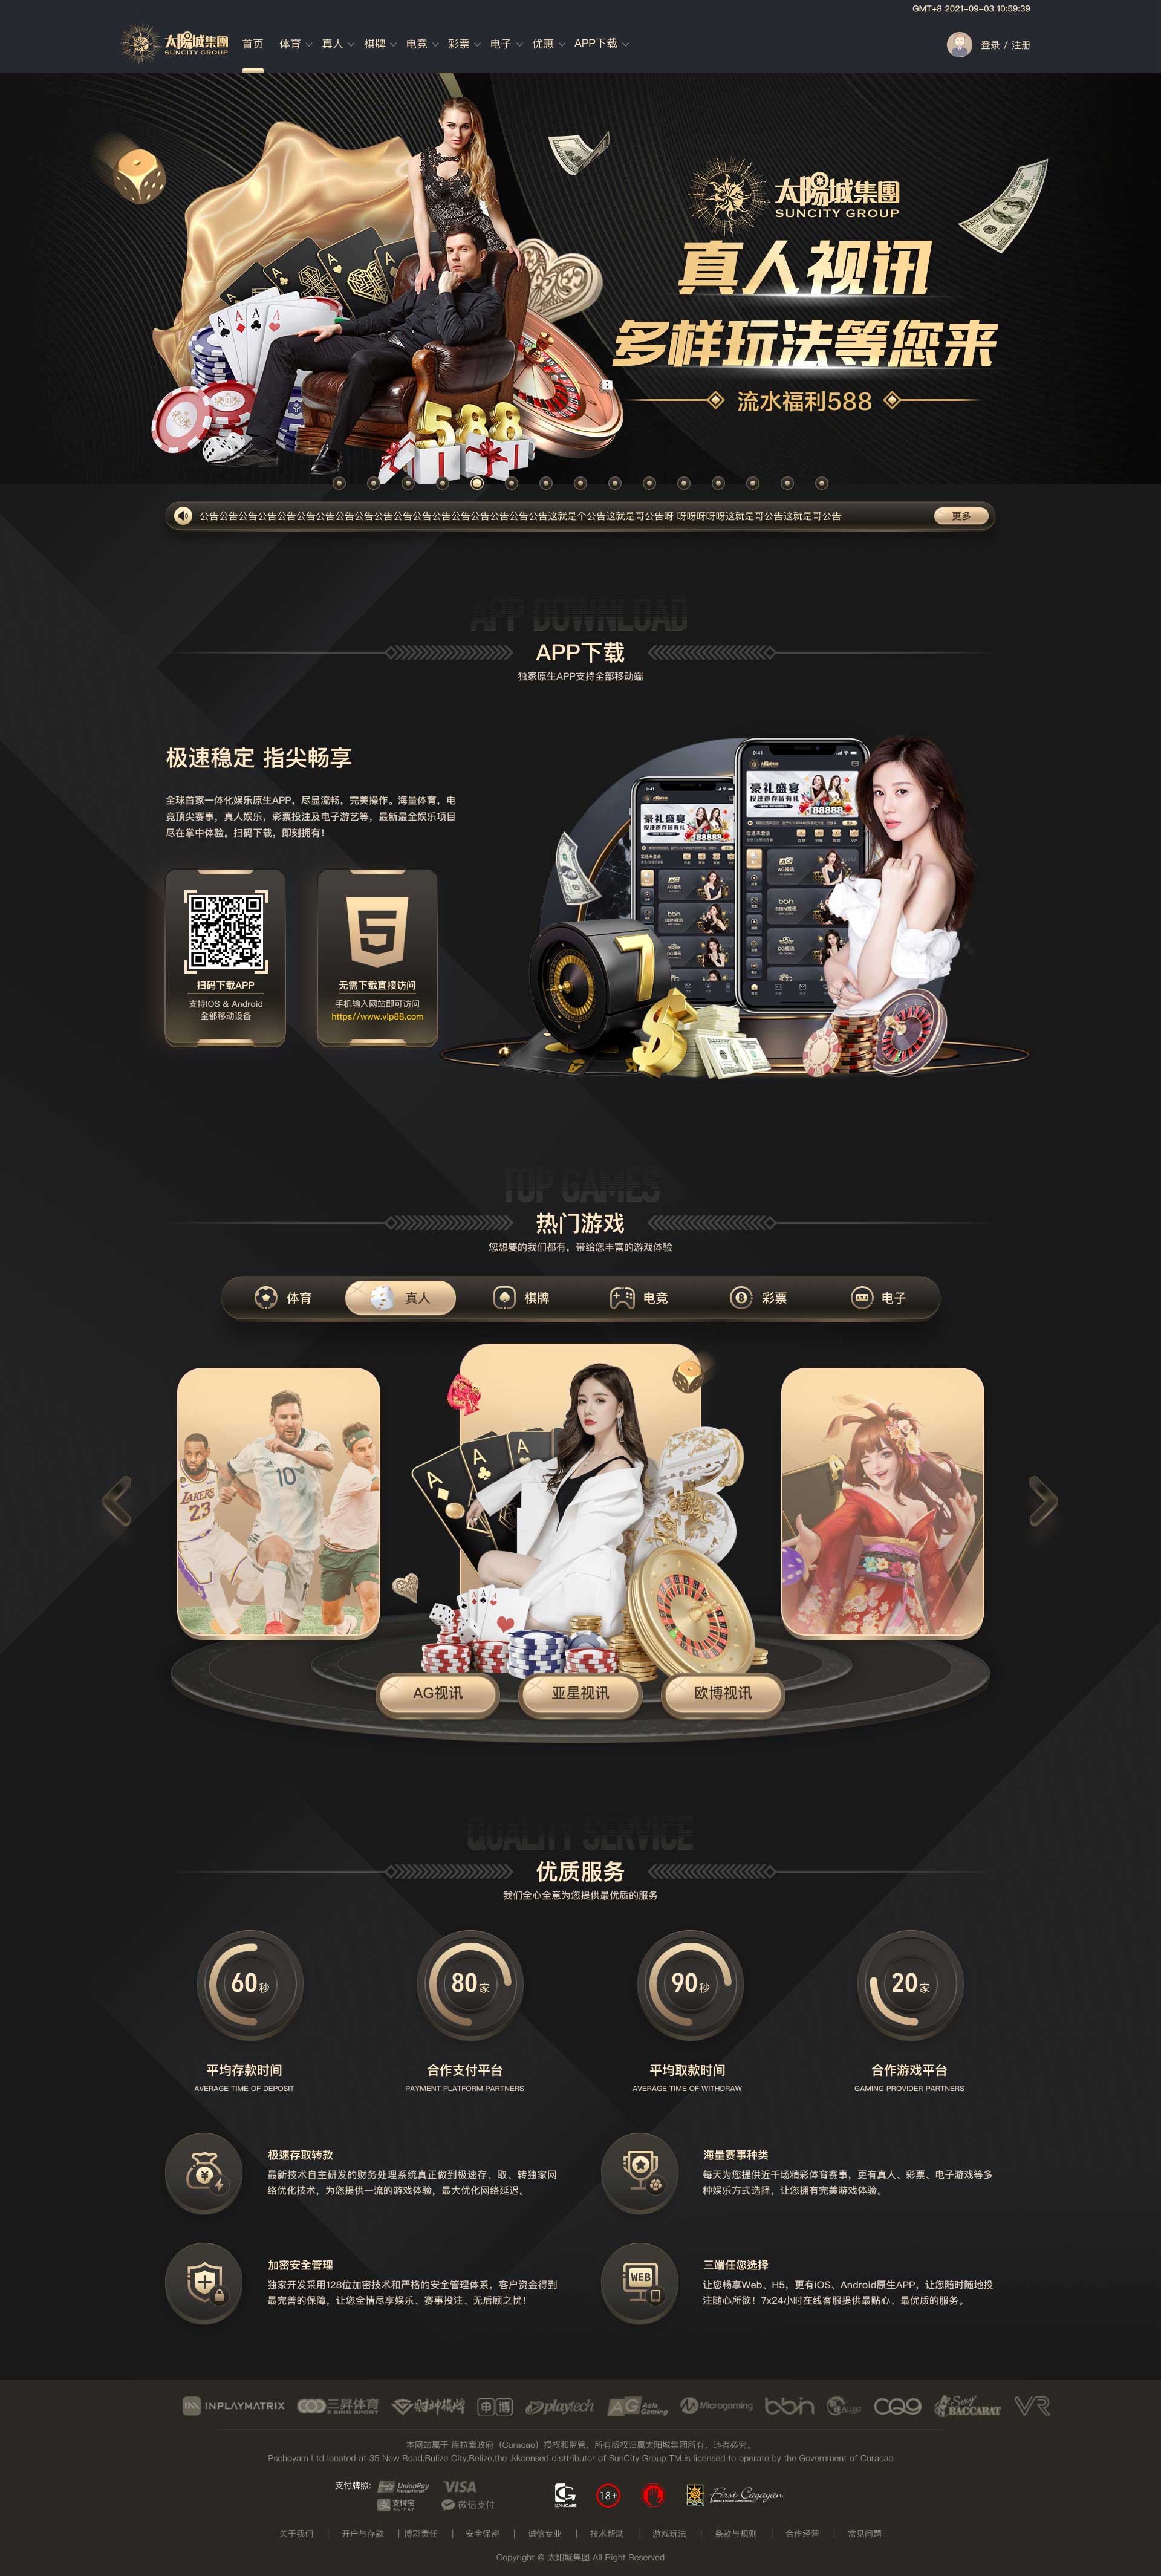 GMT+8 2021-09-03 10:59:39
太陽城集團
SUNCITY GROUP
首页 体育 真人 棋牌 电竞 彩票 电子 优惠 APP下载
登录 / 注册
太陽城集團
SUNCITY GROUP
真人视讯
多样玩法等您来
流水福利588
588
公告公告公告公告公告公告公告公告公告公告公告公告公告公告公告公告公告公告这就是个公告这就是哥公告呀 呀呀呀呀呀这就是哥公告这就是哥公告
更多
APP DOWNLOAD
APP下载
独家原生APP支持全部移动端
极速稳定 指尖畅享
全球首家一体化娱乐原生APP，尽显流畅，完美操作。海量体育，电
竞顶尖赛事，真人娱乐，彩票投注及电子游艺等，最新最全娱乐项目
尽在掌中体验。扫码下载，即刻拥有！
扫码下载APP
支持IOS & Android
全部移动设备
无需下载直接访问
手机输入网站即可访问
https//www.vip88.com
9:41
豪礼盛宴
88888
AG视讯
BBIN视讯
DG视讯
TOP GAMES
热门游戏
您想要的我们都有，带给您丰富的游戏体验
体育 真人 棋牌 电竞 彩票 电子
LAKERS
23
10
AG视讯 亚星视讯 欧博视讯
QUALITY SERVICE
优质服务
我们全心全意为您提供最优质的服务
60秒 80家 90秒 20家
平均存款时间 合作支付平台 平均取款时间 合作游戏平台
AVERAGE TIME OF DEPOSIT PAYMENT PLATFORM PARTNERS AVERAGE TIME OF WITHDRAW GAMING PROVIDER PARTNERS
极速存取转款
最新技术自主研发的财务处理系统真正做到极速存、取、转独家网
络优化技术，为您提供一流的游戏体验，最大优化网络延迟。
海量赛事种类
每天为您提供近千场精彩体育赛事，更有真人、彩票、电子游戏等多
种娱乐方式选择，让您拥有完美游戏体验。
加密安全管理
独家开发采用128位加密技术和严格的安全管理体系，客户资金得到
最完善的保障，让您全情尽享娱乐、赛事投注、无后顾之忧！
WEB
三端任您选择
让您畅享Web、H5，更有iOS、Android原生APP，让您随时随地投
注随心所欲！7x24小时在线客服提供最贴心、最优质的服务。
INPLAYMATRIX 三昇体育 财神棋牌 申博 playtech AG Asia Gaming Microgaming bbin CQ9 Sexy BACCARAT VR
本网站属于 库拉索政府（Curacao）授权和监管，所有版权归属太阳城集团所有，违者必究。
Pschoyam Ltd located at 35 New Road,Bulize City,Belize,the .kkcensed disttributor of SunCity Group TM,is licensed to operate by the Government of Curacao
支付牌照: UnionPay VISA
支付宝 ALIPAY 微信支付
GAMCARE 18+ First Cagayan
关于我们 | 开户与存款 | 博彩责任 | 安全保密 | 诚信专业 | 技术帮助 | 游戏玩法 | 条款与规则 | 合作经营 | 常见问题
Copyright © 太阳城集团 All Right Reserved